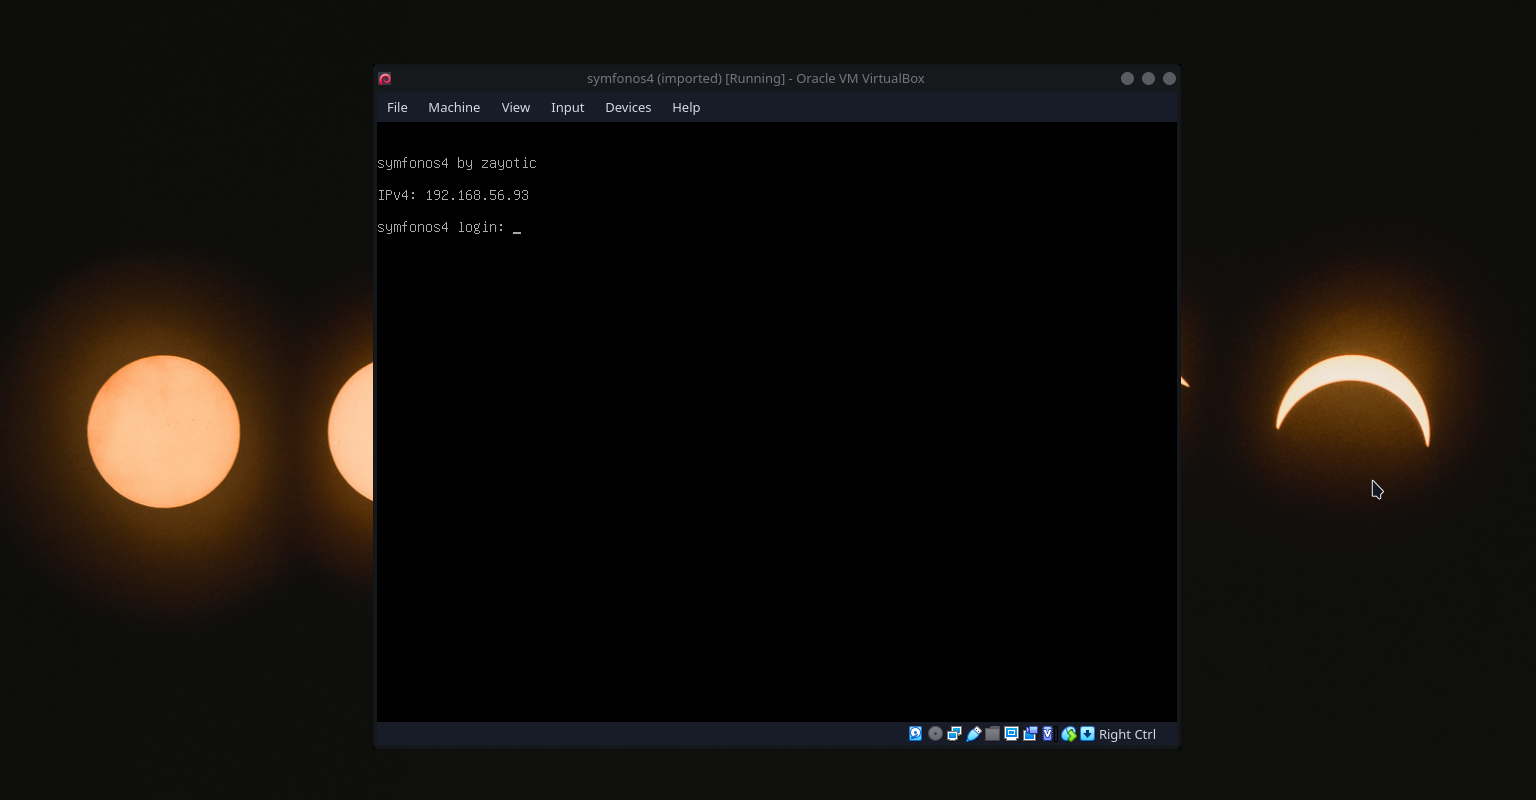 symfonos4 (imported) [Running] - Oracle VM VirtualBox
File Machine View Input Devices Help
symfonos4 by zayotic
IPv4: 192.168.56.93
symfonos4 login: _
Right Ctrl